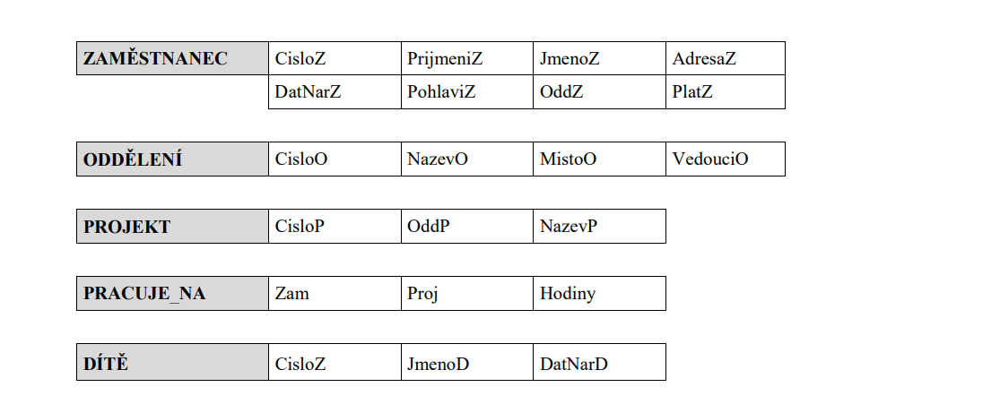 ZAMĚSTNANEC CisloZ PrijmeniZ JmenoZ AdresaZ
DatNarZ PohlaviZ OddZ PlatZ
ODDĚLENÍ CisloO NazevO MistoO VedouciO
PROJEKT CisloP OddP NazevP
PRACUJE_NA Zam Proj Hodiny
DÍTĚ CisloZ JmenoD DatNarD